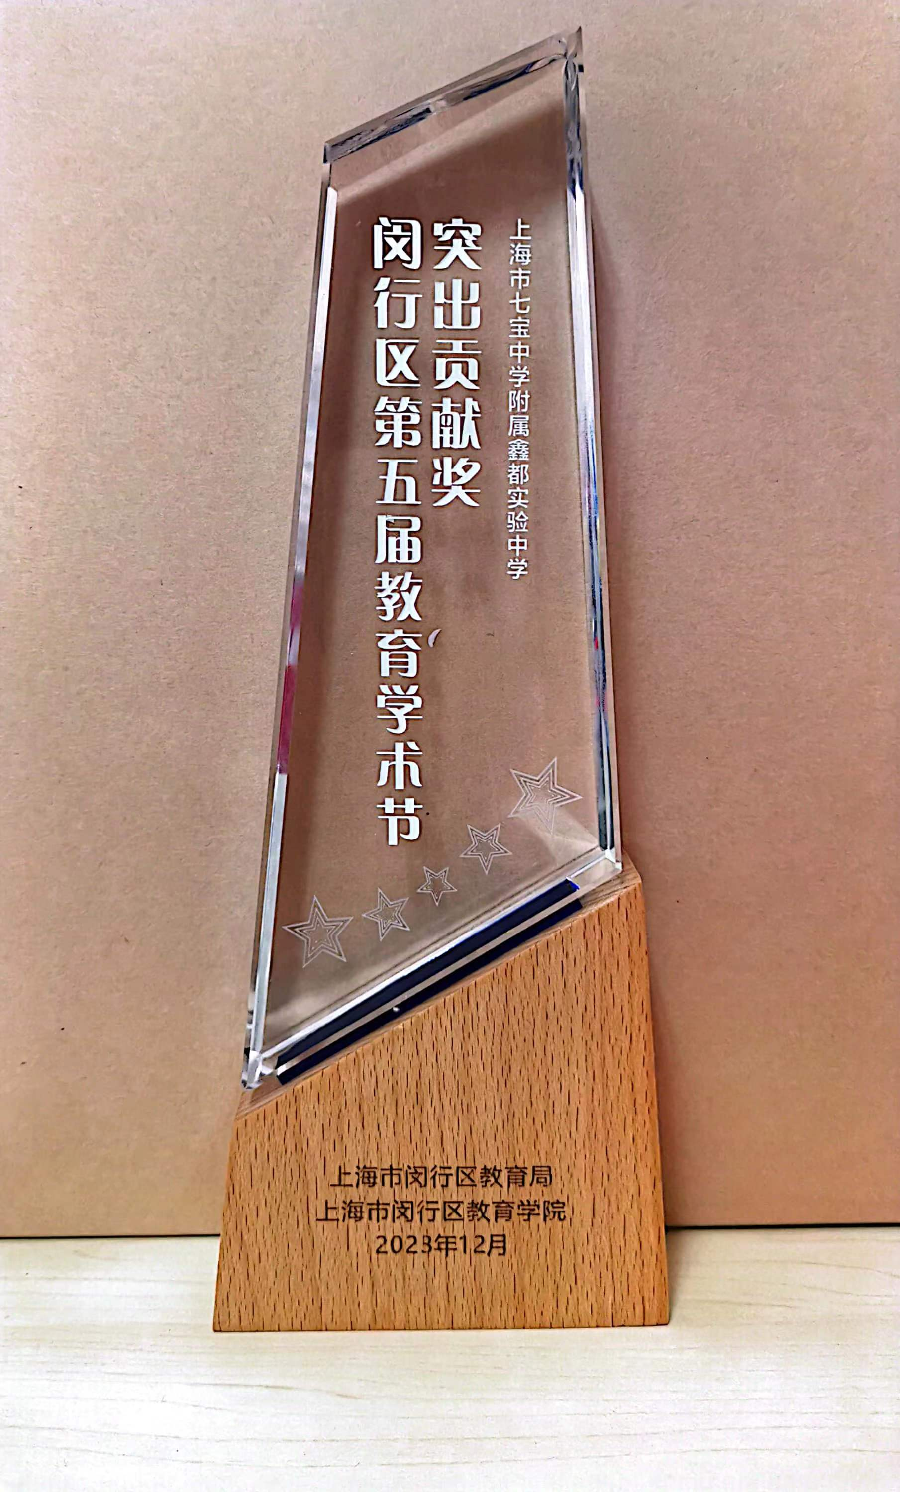 上海市七宝中学附属鑫都实验中学
突出贡献奖
闵行区第五届教育学术节
上海市闵行区教育局
上海市闵行区教育学院
2023年12月